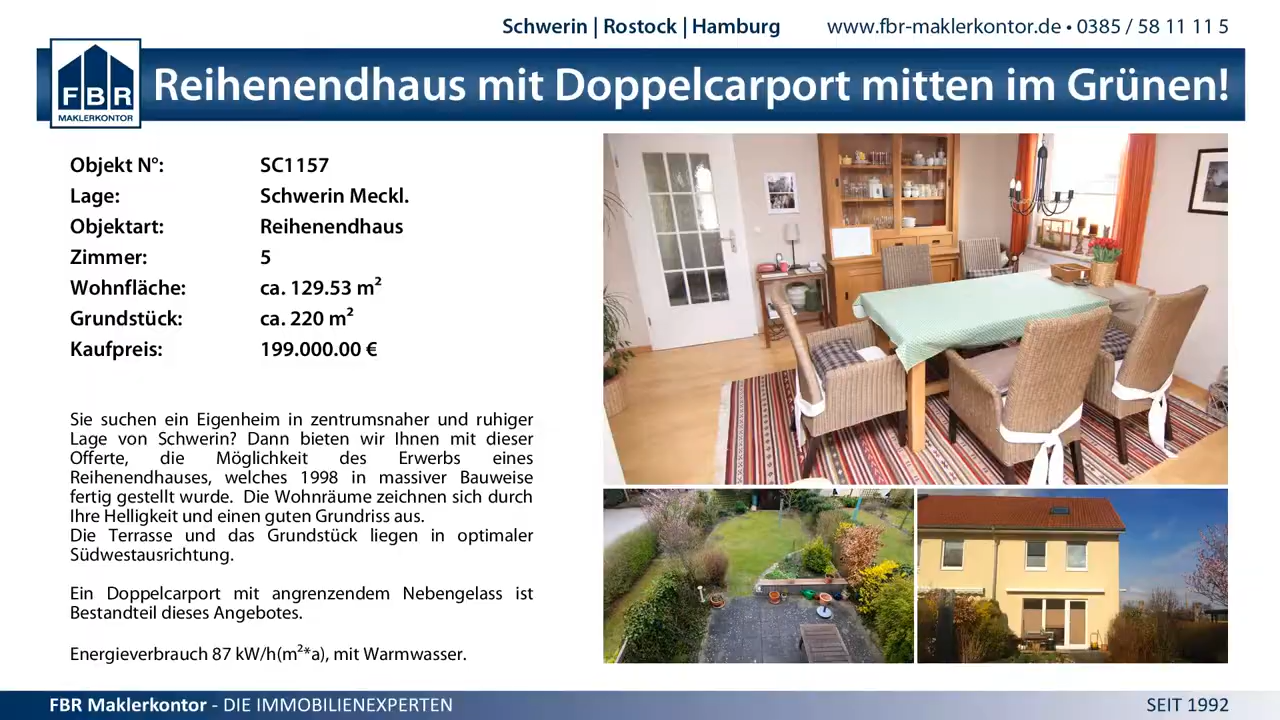 Schwerin | Rostock | Hamburg www.fbr-maklerkontor.de • 0385 / 58 11 11 5
FBR
MAKLERKONTOR
Reihenendhaus mit Doppelcarport mitten im Grünen!
Objekt N°: SC1157
Lage: Schwerin Meckl.
Objektart: Reihenendhaus
Zimmer: 5
Wohnfläche: ca. 129.53 m²
Grundstück: ca. 220 m²
Kaufpreis: 199.000.00 €
Sie suchen ein Eigenheim in zentrumsnaher und ruhiger
Lage von Schwerin? Dann bieten wir Ihnen mit dieser
Offerte, die Möglichkeit des Erwerbs eines
Reihenendhauses, welches 1998 in massiver Bauweise
fertig gestellt wurde. Die Wohnräume zeichnen sich durch
Ihre Helligkeit und einen guten Grundriss aus.
Die Terrasse und das Grundstück liegen in optimaler
Südwestausrichtung.
Ein Doppelcarport mit angrenzendem Nebengelass ist
Bestandteil dieses Angebotes.
Energieverbrauch 87 kW/h(m²*a), mit Warmwasser.
FBR Maklerkontor - DIE IMMOBILIENEXPERTEN SEIT 1992